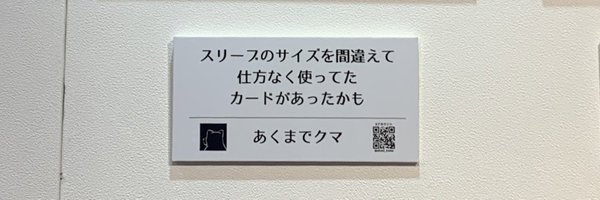 スリーブのサイズを間違えて
仕方なく使ってた
カードがあったかも
あくまでクマ